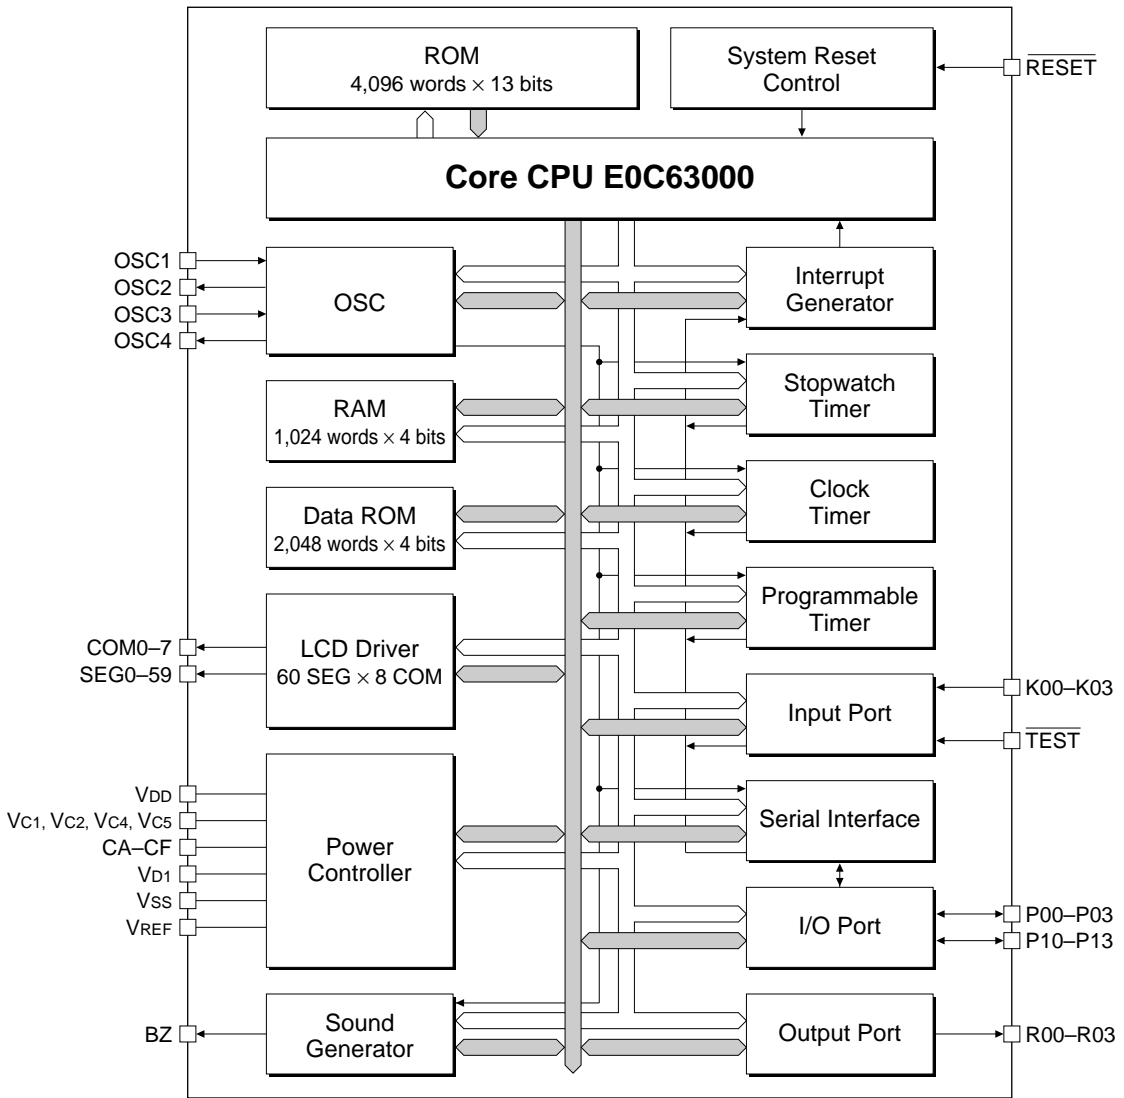 ROM
4,096 words × 13 bits
System Reset
Control
RESET
Core CPU E0C63000
OSC1
OSC2
OSC3
OSC4
OSC
Interrupt
Generator
RAM
1,024 words × 4 bits
Stopwatch
Timer
Data ROM
2,048 words × 4 bits
Clock
Timer
COM0–7
SEG0–59
LCD Driver
60 SEG × 8 COM
Programmable
Timer
Input Port
K00–K03
TEST
VDD
VC1, VC2, VC4, VC5
CA–CF
VD1
VSS
VREF
Power
Controller
Serial Interface
I/O Port
P00–P03
P10–P13
BZ
Sound
Generator
Output Port
R00–R03